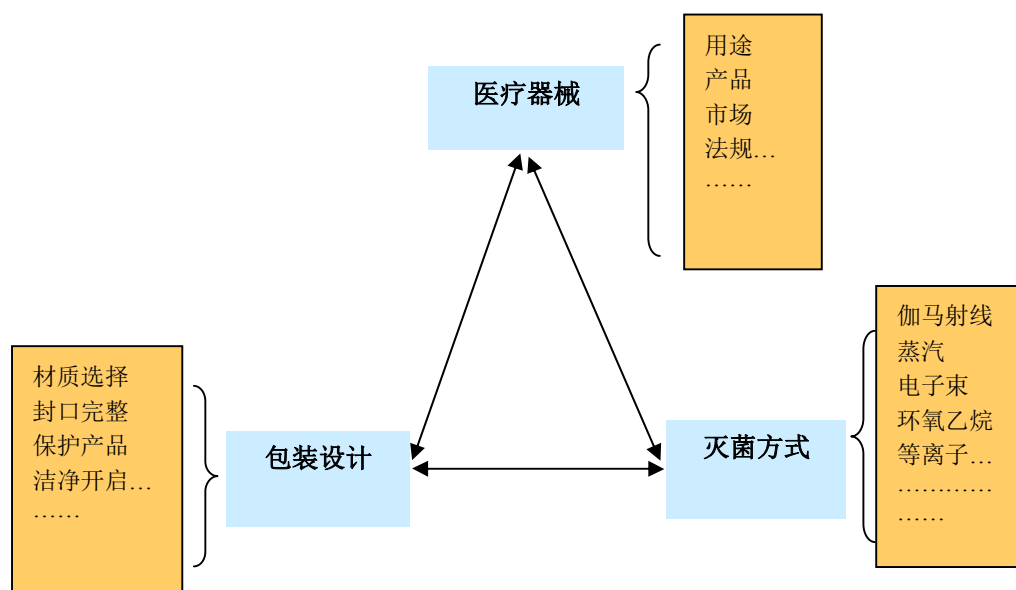 医疗器械
用途
产品
市场
法规…
……
包装设计
材质选择
封口完整
保护产品
洁净开启…
……
灭菌方式
伽马射线
蒸汽
电子束
环氧乙烷
等离子…
…………
……